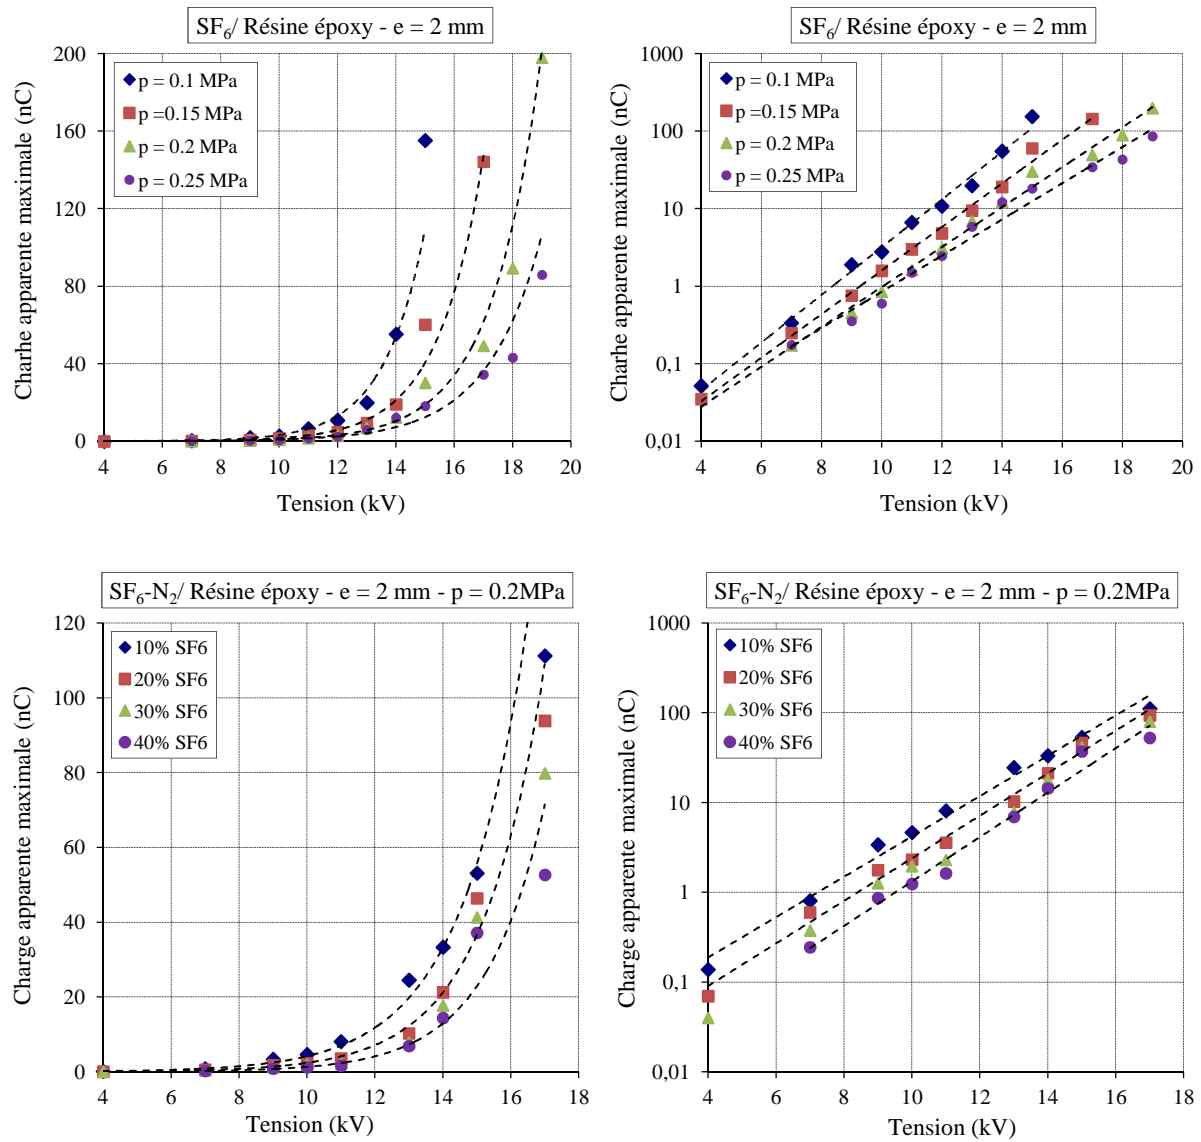 SF₆/ Résine époxy - e = 2 mm
Charhe apparente maximale (nC)
200
160
120
80
40
0
p = 0.1 MPa
p =0.15 MPa
p = 0.2 MPa
p = 0.25 MPa
4 6 8 10 12 14 16 18 20
Tension (kV)
SF₆/ Résine époxy - e = 2 mm
Charhe apparente maximale (nC)
1000
100
10
1
0.1
0,01
p = 0.1 MPa
p =0.15 MPa
p = 0.2 MPa
p = 0.25 MPa
4 6 8 10 12 14 16 18 20
Tension (kV)
SF₆-N₂/ Résine époxy - e = 2 mm - p = 0.2MPa
Charge apparente maximale (nC)
120
100
80
60
40
20
0
10% SF6
20% SF6
30% SF6
40% SF6
4 6 8 10 12 14 16 18
Tension (kV)
SF₆-N₂/ Résine époxy - e = 2 mm - p = 0.2MPa
Charge apparente maximale (nC)
1000
100
10
1
0.1
0,01
10% SF6
20% SF6
30% SF6
40% SF6
4 6 8 10 12 14 16 18
Tension (kV)